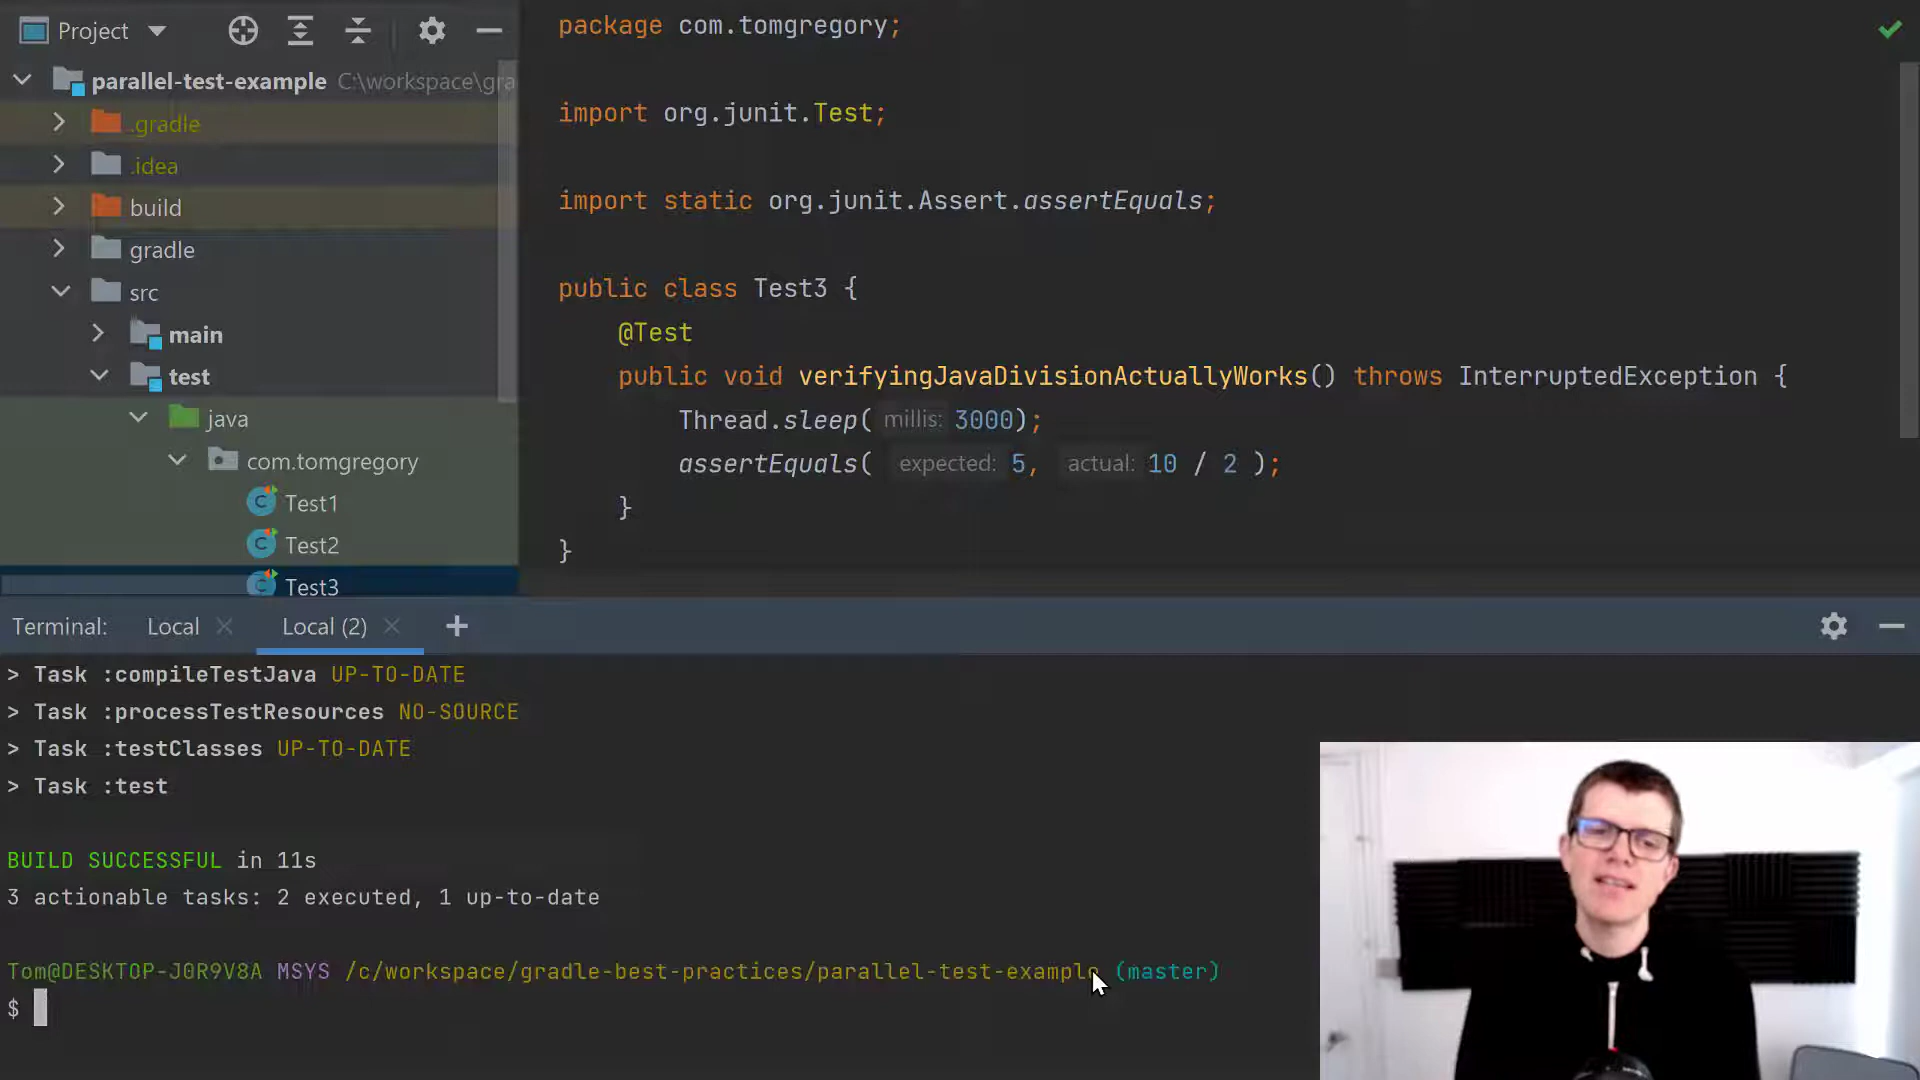 Project
parallel-test-example C:\workspace\gra
.gradle
.idea
build
gradle
src
main
test
java
com.tomgregory
Test1
Test2
Test3
package com.tomgregory;
import org.junit.Test;
import static org.junit.Assert.assertEquals;
public class Test3 {
@Test
public void verifyingJavaDivisionActuallyWorks() throws InterruptedException {
Thread.sleep( millis: 3000);
assertEquals( expected: 5, actual: 10 / 2 );
}
}
Terminal: Local Local (2)
> Task :compileTestJava UP-TO-DATE
> Task :processTestResources NO-SOURCE
> Task :testClasses UP-TO-DATE
> Task :test
BUILD SUCCESSFUL in 11s
3 actionable tasks: 2 executed, 1 up-to-date
Tom@DESKTOP-J0R9V8A MSYS /c/workspace/gradle-best-practices/parallel-test-example (master)
$